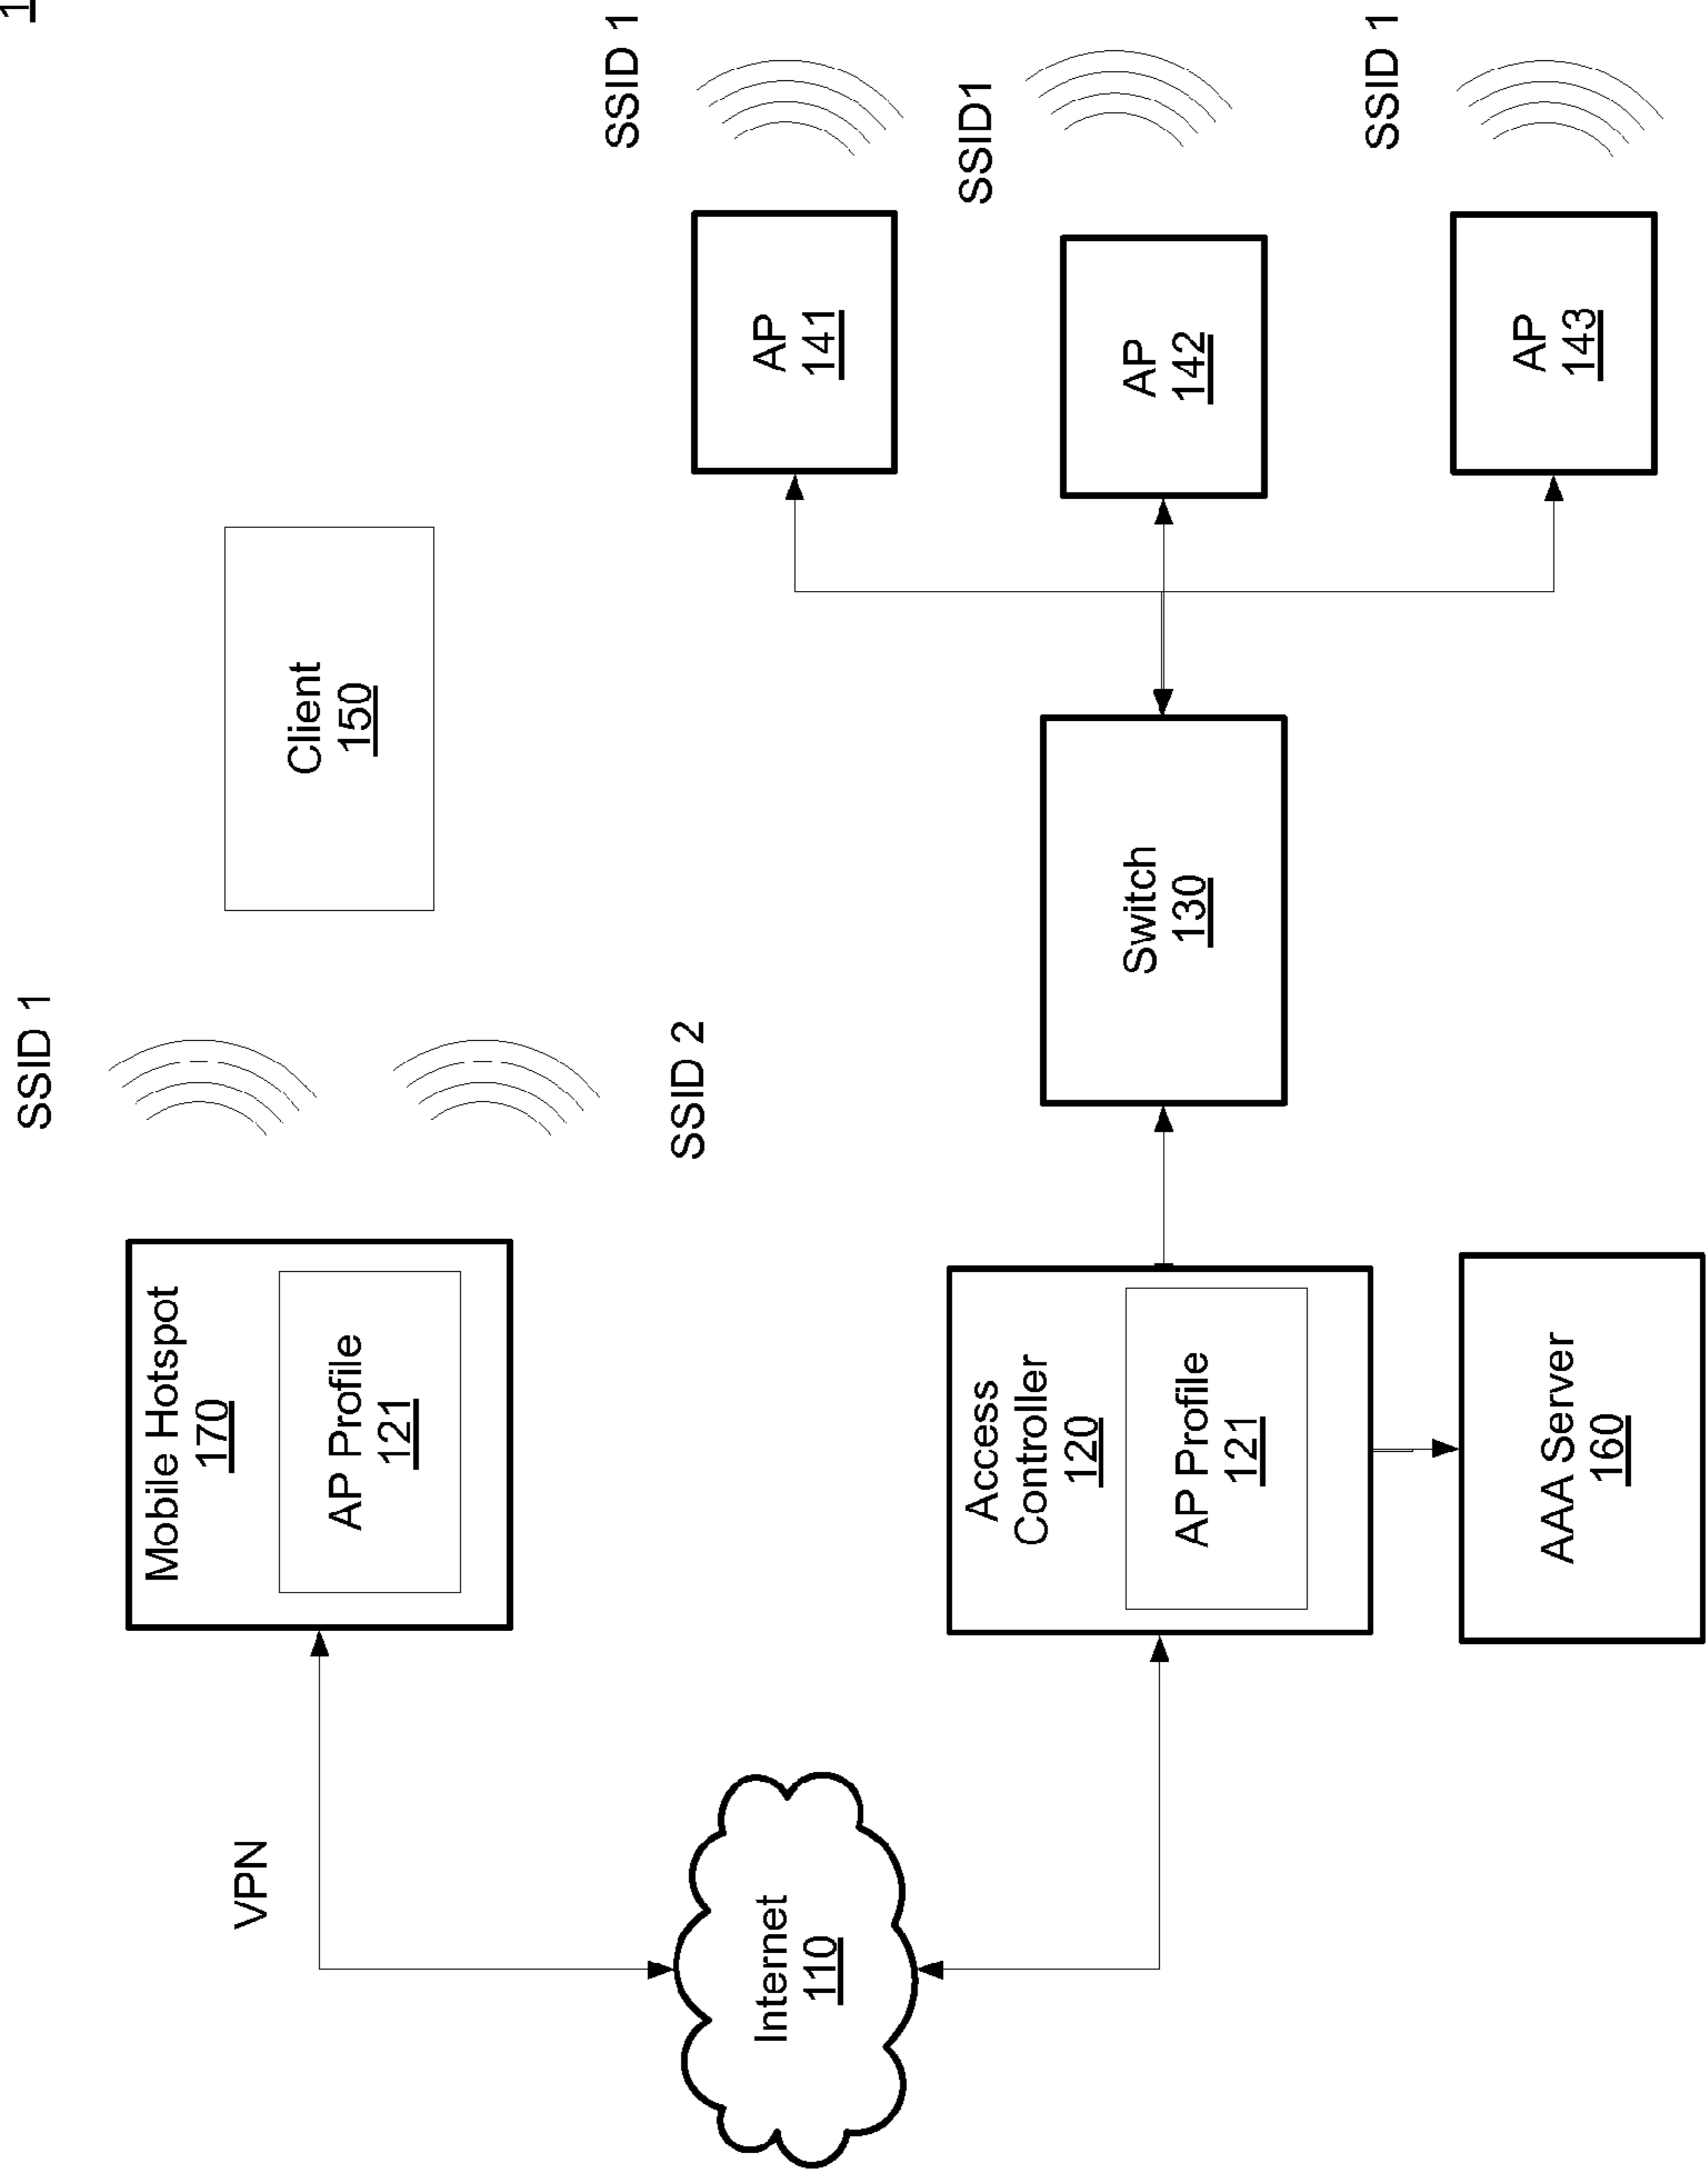 SSID 1
Mobile Hotspot
170
VPN
AP Profile
121
Client
150
SSID 2
SSID 1
Internet
110
AP
141
SSID1
Access
Controller
120
AP Profile
121
Switch
130
AP
142
SSID 1
AAA Server
160
AP
143